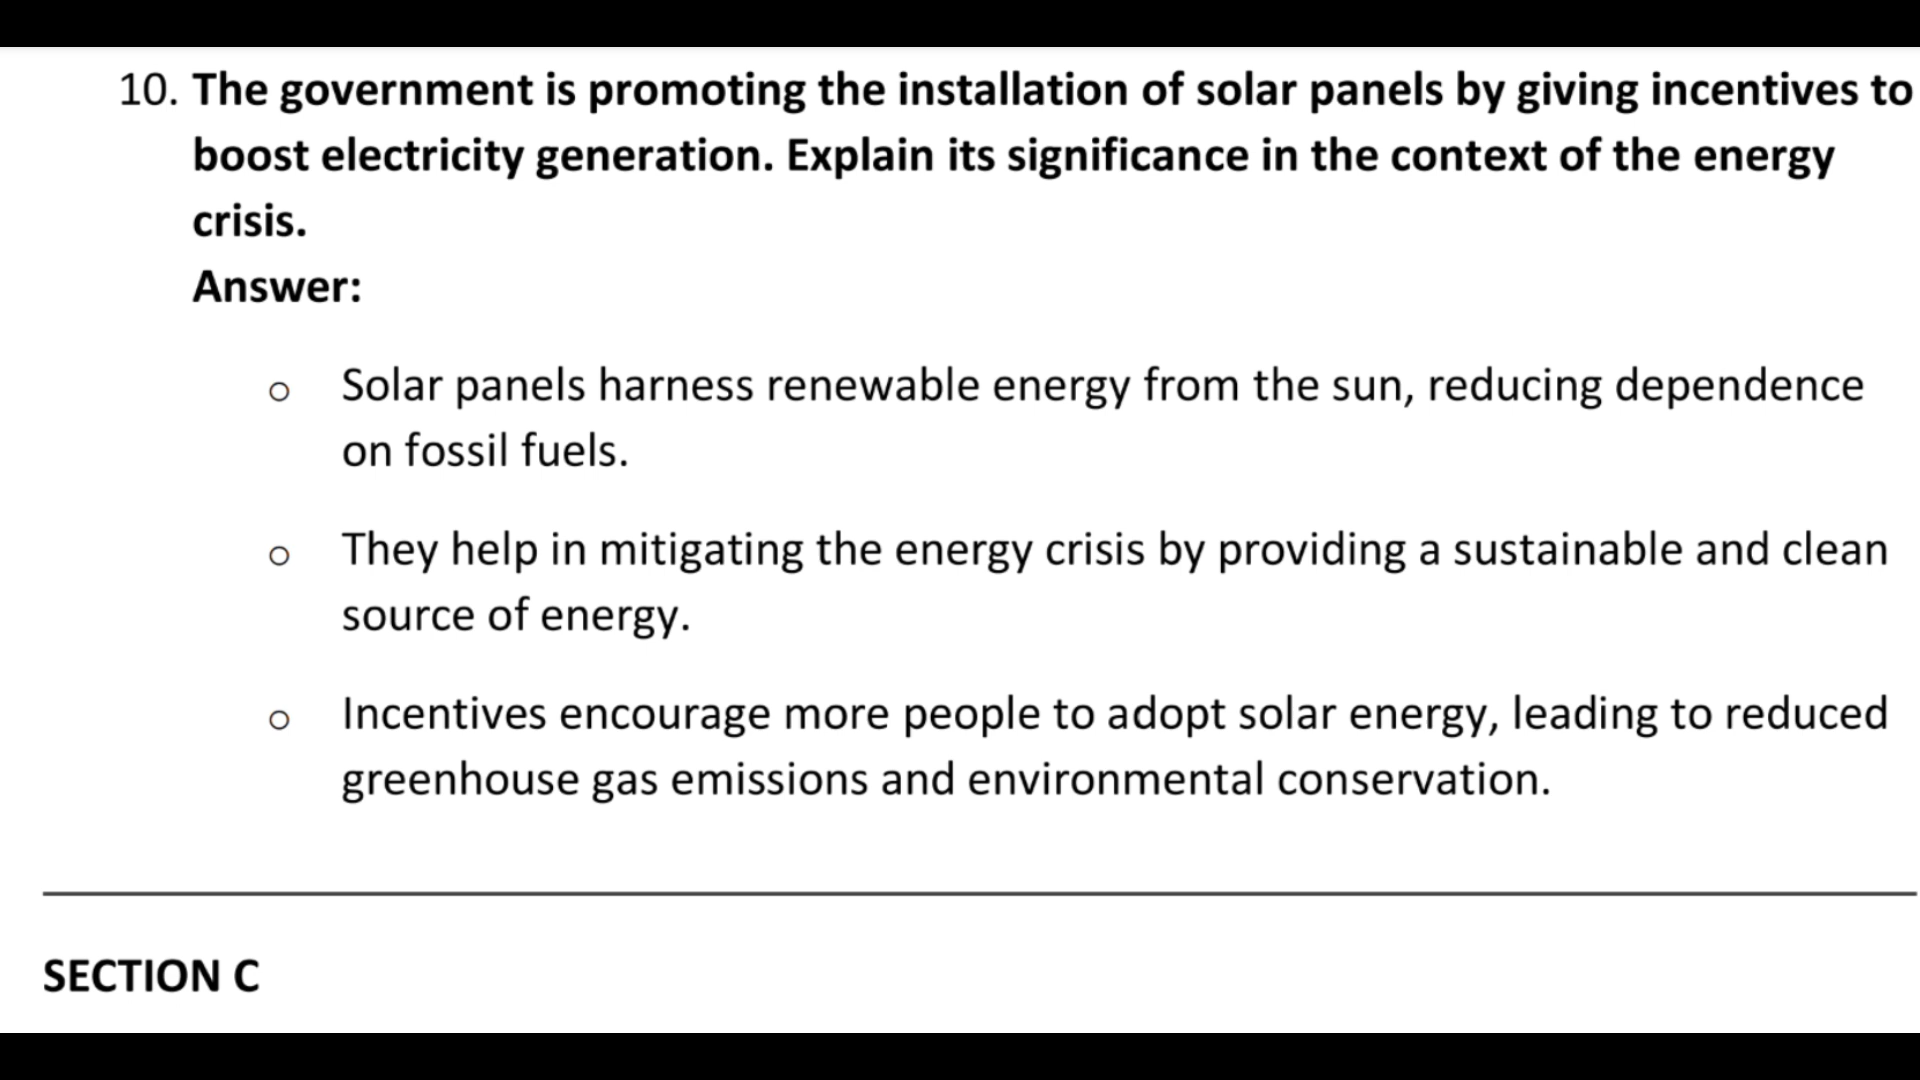 10. The government is promoting the installation of solar panels by giving incentives to
boost electricity generation. Explain its significance in the context of the energy
crisis.
Answer:
o Solar panels harness renewable energy from the sun, reducing dependence
on fossil fuels.
o They help in mitigating the energy crisis by providing a sustainable and clean
source of energy.
o Incentives encourage more people to adopt solar energy, leading to reduced
greenhouse gas emissions and environmental conservation.
SECTION C